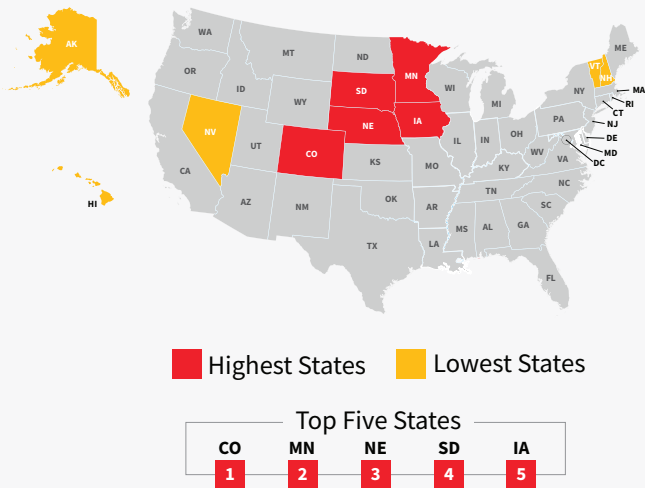 AK
HI
WA
OR
CA
NV
ID
MT
WY
UT
CO
AZ
NM
ND
SD
NE
KS
OK
TX
MN
IA
MO
AR
LA
WI
IL
MI
IN
OH
KY
TN
MS
AL
GA
FL
SC
NC
VA
WV
PA
NY
VT
NH
ME
MA
RI
CT
NJ
DE
MD
DC
Highest States
Lowest States
Top Five States
CO MN NE SD IA
1 2 3 4 5